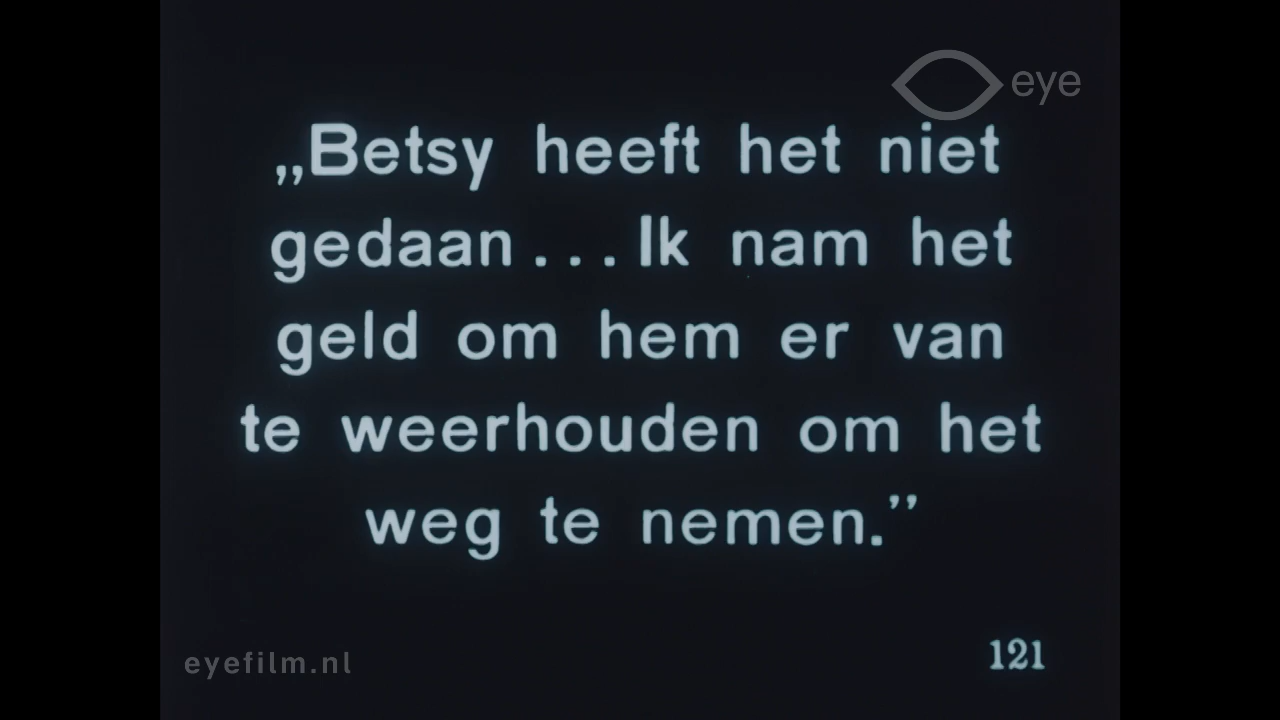 eye
„Betsy heeft het niet
gedaan... Ik nam het
geld om hem er van
te weerhouden om het
weg te nemen.”
eyefilm.nl
121